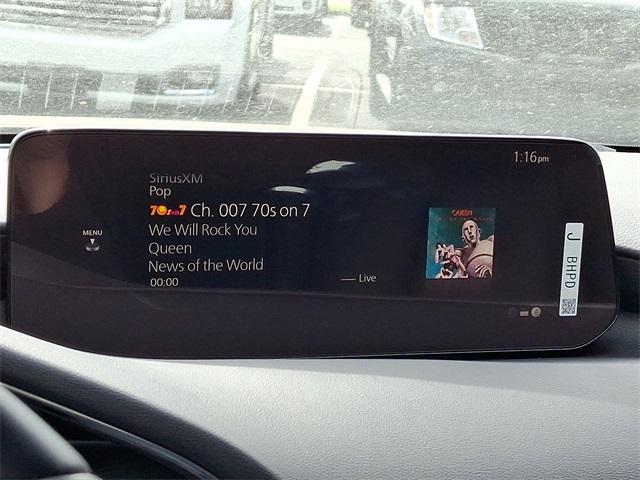 1:16pm
SiriusXM
Pop
70s on 7 Ch. 007 70s on 7
We Will Rock You
Queen
News of the World
00:00
Live
MENU
QUEEN
J BHPD